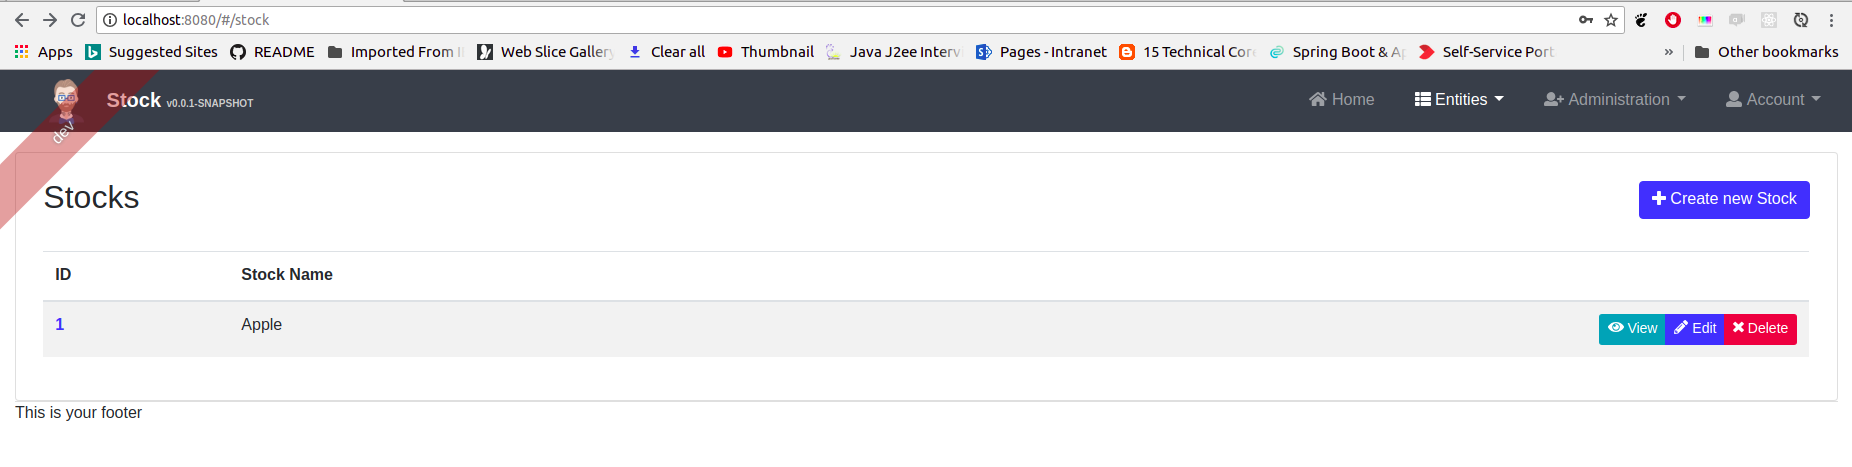 localhost:8080/#/stock
Apps Suggested Sites README Imported From I Web Slice Gallery Clear all Thumbnail Java J2ee Interv Pages - Intranet 15 Technical Cor Spring Boot & Ap Self-Service Port » Other bookmarks
dev
Stock v0.0.1-SNAPSHOT Home Entities Administration Account
Stocks
Create new Stock
ID Stock Name
1 Apple View Edit Delete
This is your footer